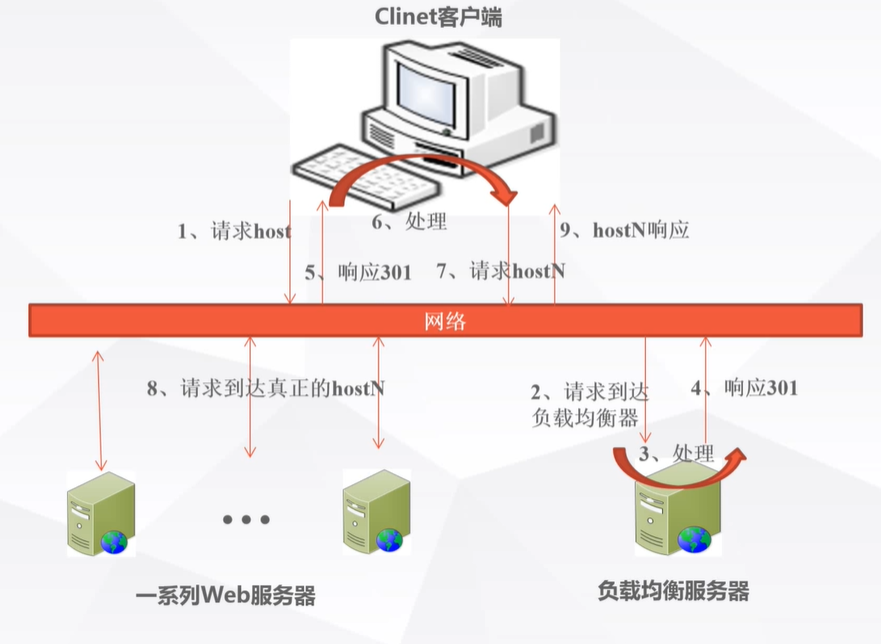 Clinet客户端
1、请求host
6、处理
9、hostN响应
5、响应301
7、请求hostN
网络
8、请求到达真正的hostN
2、请求到达
负载均衡器
4、响应301
3、处理
一系列Web服务器
负载均衡服务器